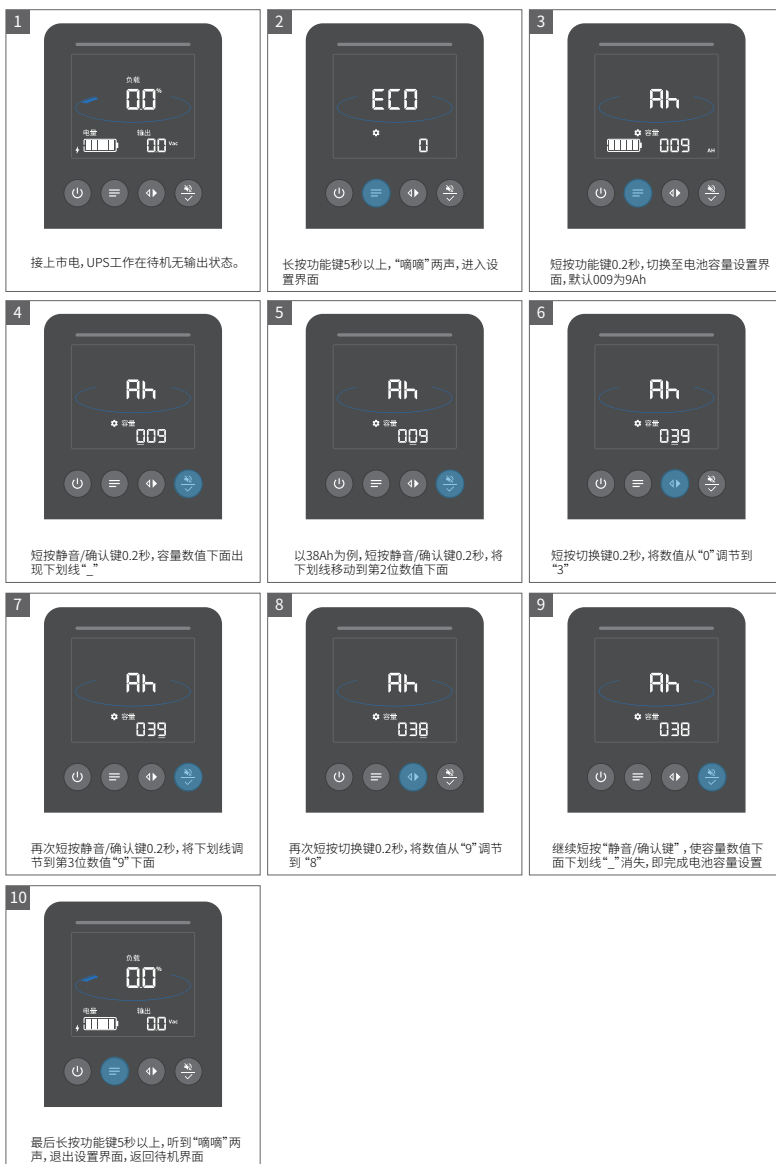 1
负载
0.0%
电量
输出
00 Vac
接上市电,UPS工作在待机无输出状态。
2
ECO
0
长按功能键5秒以上,“嘀嘀”两声,进入设
置界面
3
Ah
容量
009 AH
短按功能键0.2秒,切换至电池容量设置界
面,默认009为9Ah
4
Ah
容量
009
短按静音/确认键0.2秒,容量数值下面出
现下划线“_”
5
Ah
容量
009
以38Ah为例,短按静音/确认键0.2秒,将
下划线移动到第2位数值下面
6
Ah
容量
039
短按切换键0.2秒,将数值从“0”调节到
“3”
7
Ah
容量
039
再次短按静音/确认键0.2秒,将下划线调
节到第3位数值“9”下面
8
Ah
容量
038
再次短按切换键0.2秒,将数值从“9”调节
到 “8”
9
Ah
容量
038
继续短按“静音/确认键” ,使容量数值下
面下划线“_”消失,即完成电池容量设置
10
负载
0.0%
电量
输出
00 Vac
最后长按功能键5秒以上,听到“嘀嘀”两
声,退出设置界面,返回待机界面